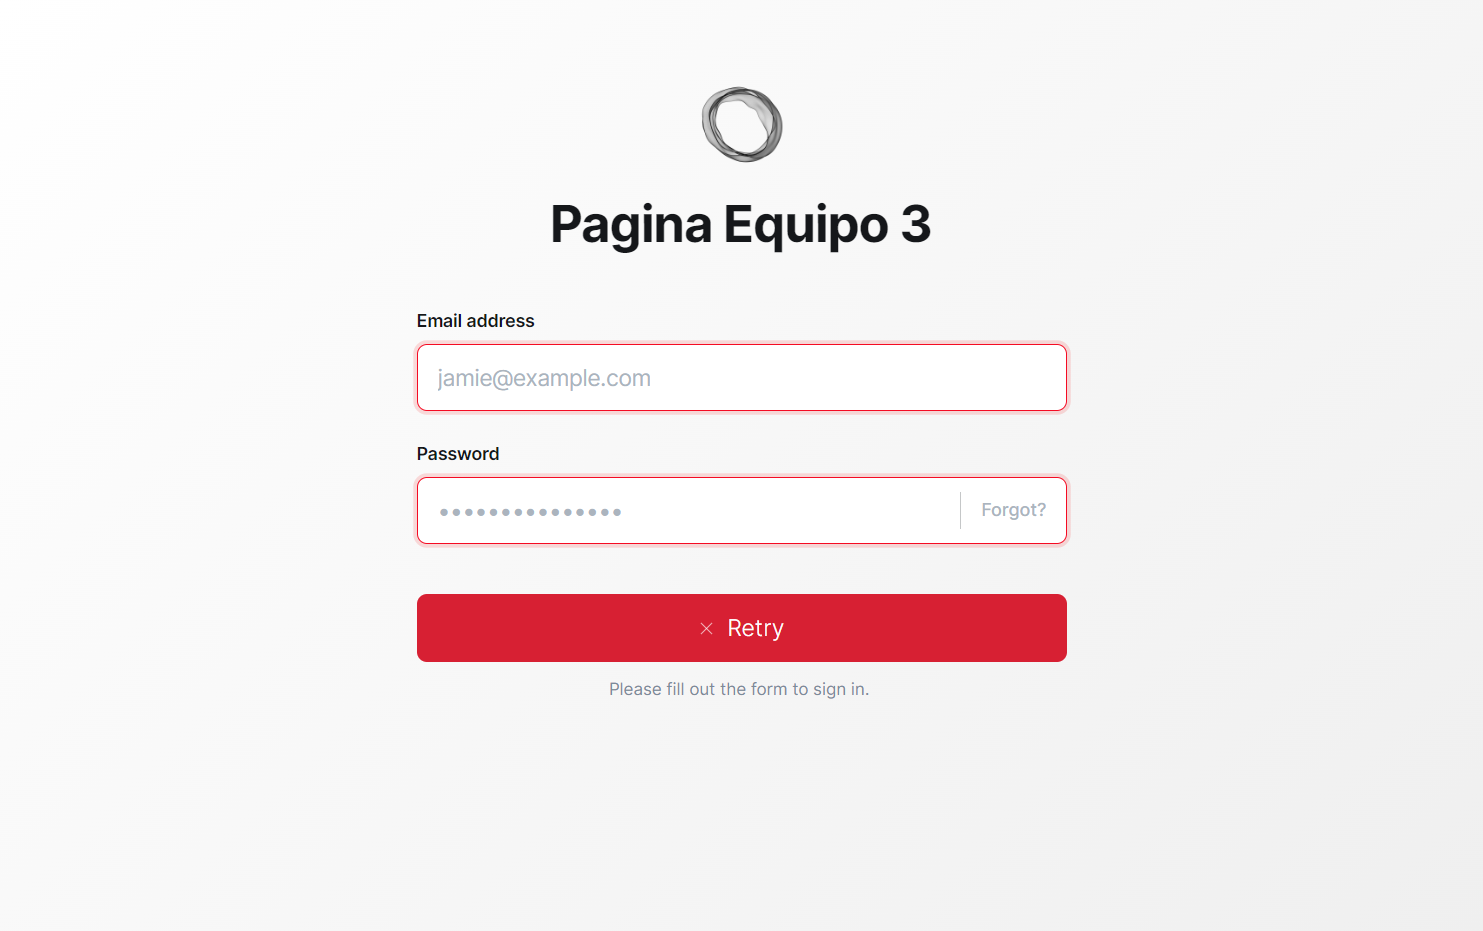 Pagina Equipo 3
Email address
jamie@example.com
Password
●●●●●●●●●●●●●●●
Forgot?
× Retry
Please fill out the form to sign in.